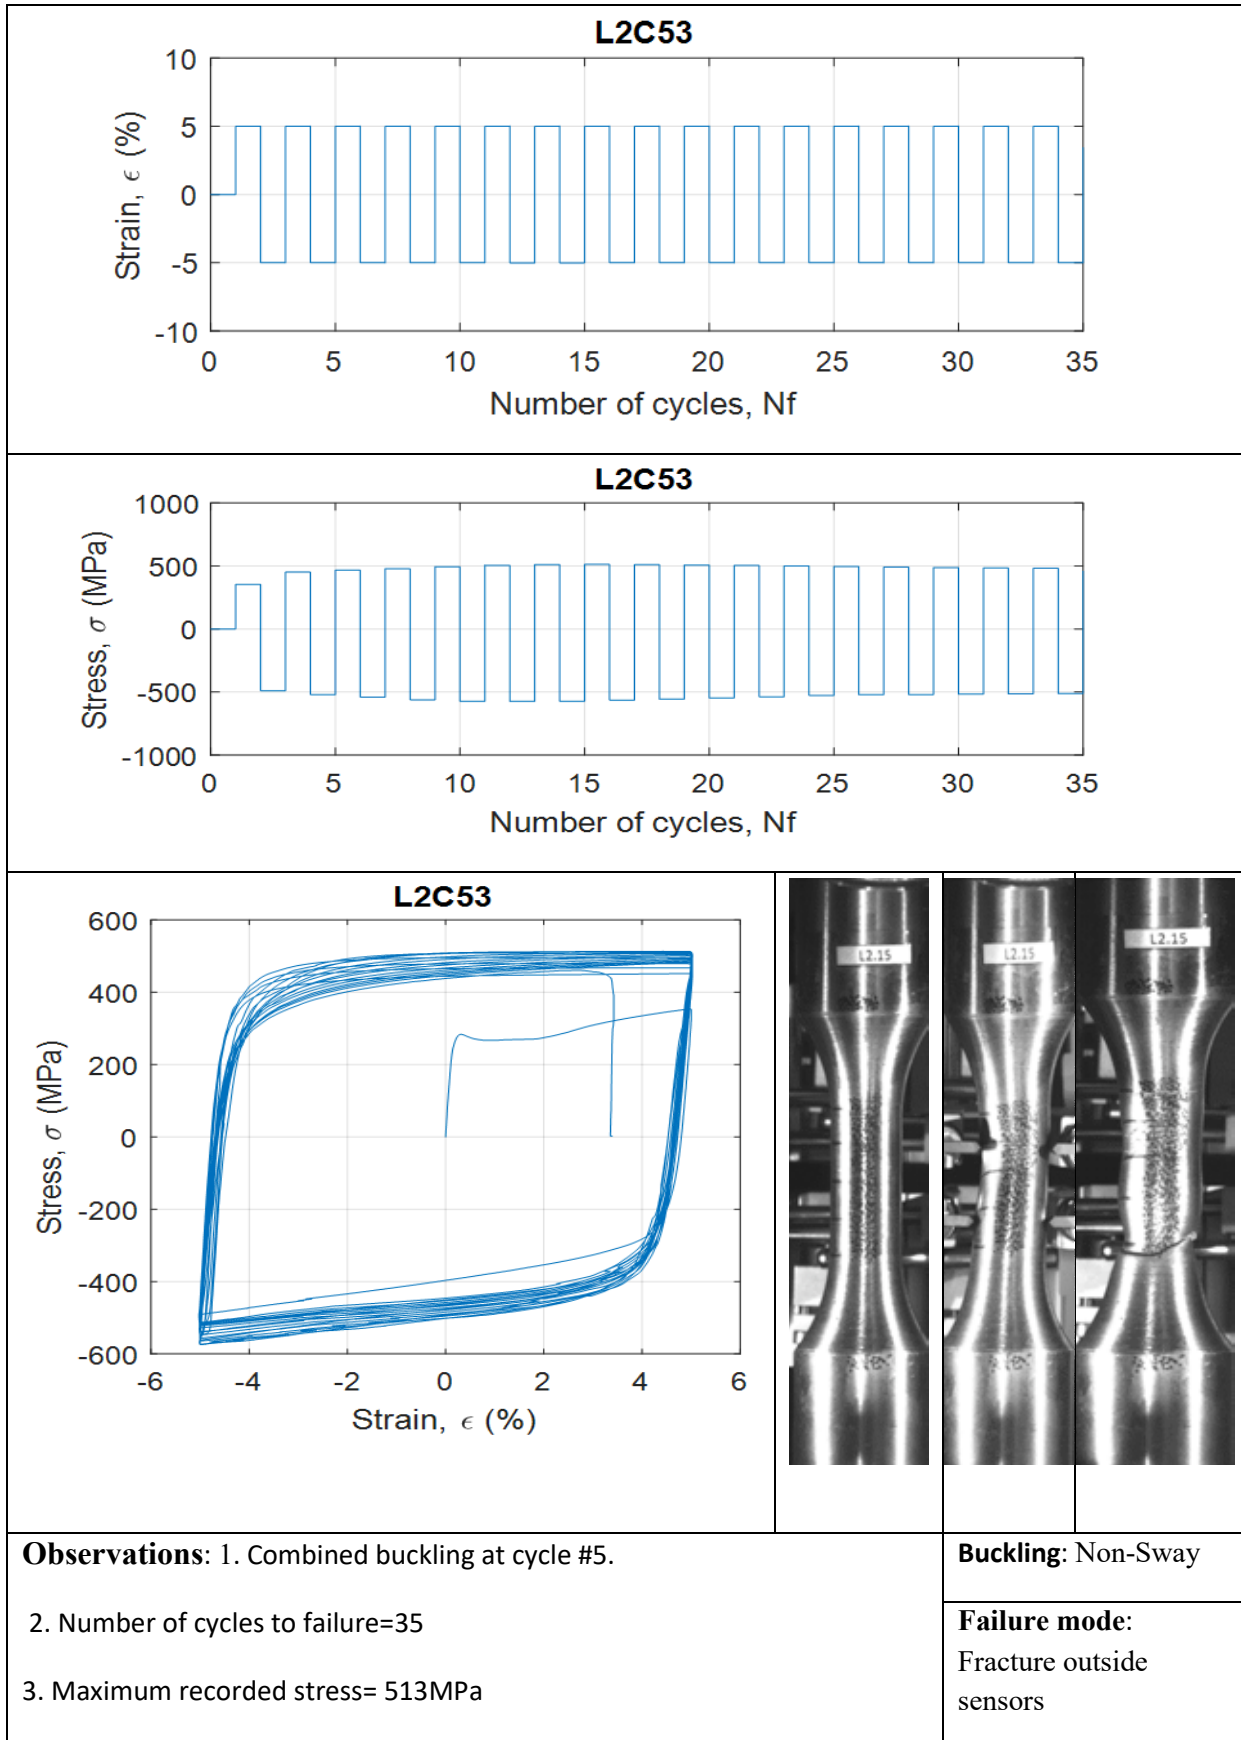 L2C53
10
5
0
-5
-10
Strain, ϵ (%)
0 5 10 15 20 25 30 35
Number of cycles, Nf
L2C53
1000
500
0
-500
-1000
Stress, σ (MPa)
0 5 10 15 20 25 30 35
Number of cycles, Nf
L2C53
600
400
200
0
-200
-400
-600
Stress, σ (MPa)
-6 -4 -2 0 2 4 6
Strain, ϵ (%)
L2.15
L2.15
L2.15
Observations: 1. Combined buckling at cycle #5.
2. Number of cycles to failure=35
3. Maximum recorded stress= 513MPa
Buckling: Non-Sway
Failure mode:
Fracture outside
sensors